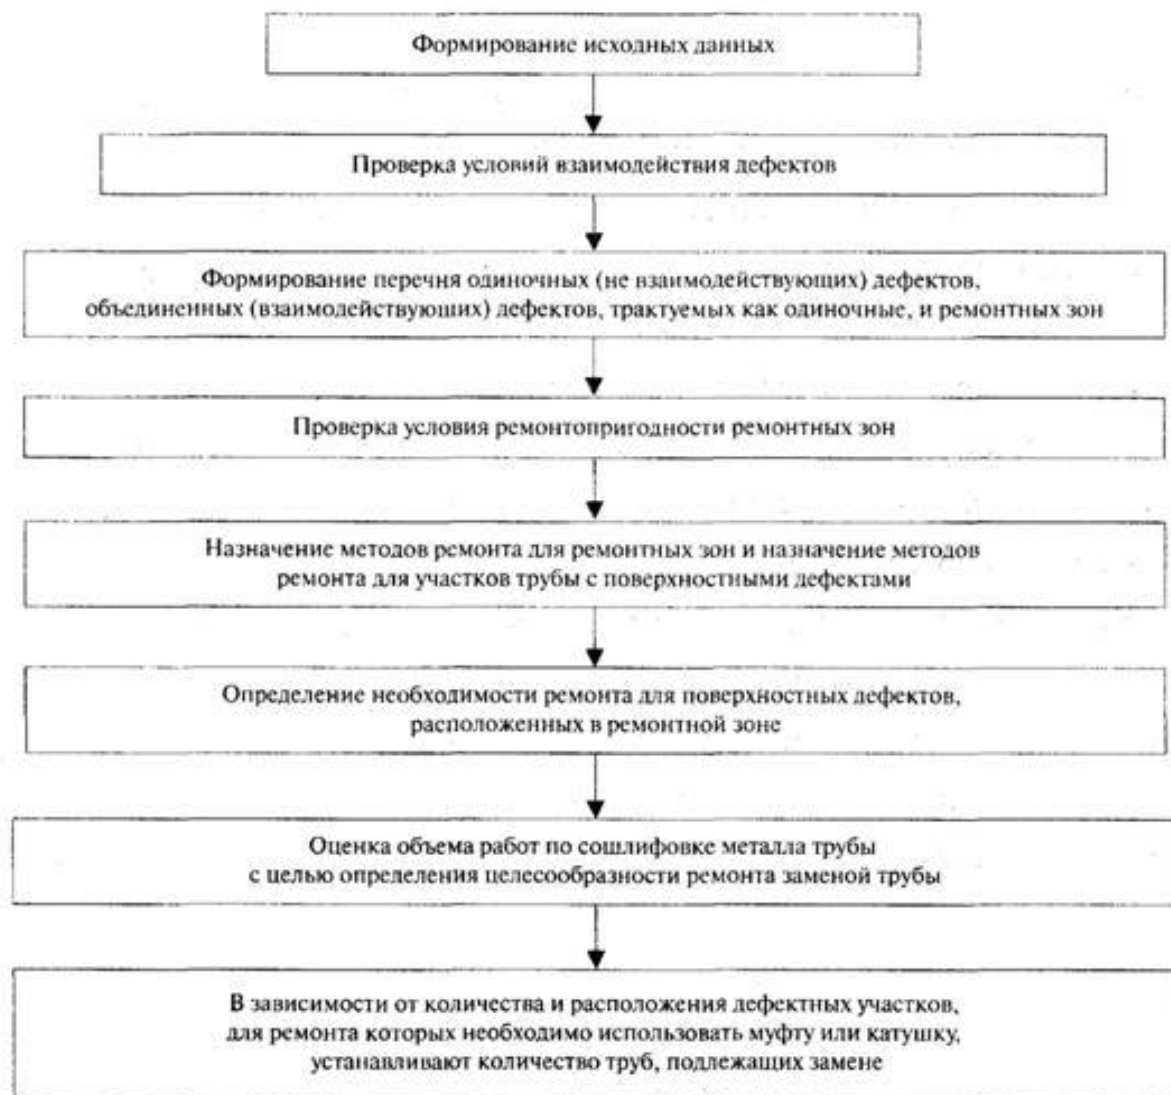 Формирование исходных данных
Проверка условий взаимодействия дефектов
Формирование перечня одиночных (не взаимодействующих) дефектов,
объединенных (взаимодействующих) дефектов, трактуемых как одиночные, и ремонтных зон
Проверка условия ремонтопригодности ремонтных зон
Назначение методов ремонта для ремонтных зон и назначение методов
ремонта для участков трубы с поверхностными дефектами
Определение необходимости ремонта для поверхностных дефектов,
расположенных в ремонтной зоне
Оценка объема работ по сошлифовке металла трубы
с целью определения целесообразности ремонта заменой трубы
В зависимости от количества и расположения дефектных участков,
для ремонта которых необходимо использовать муфту или катушку,
устанавливают количество труб, подлежащих замене